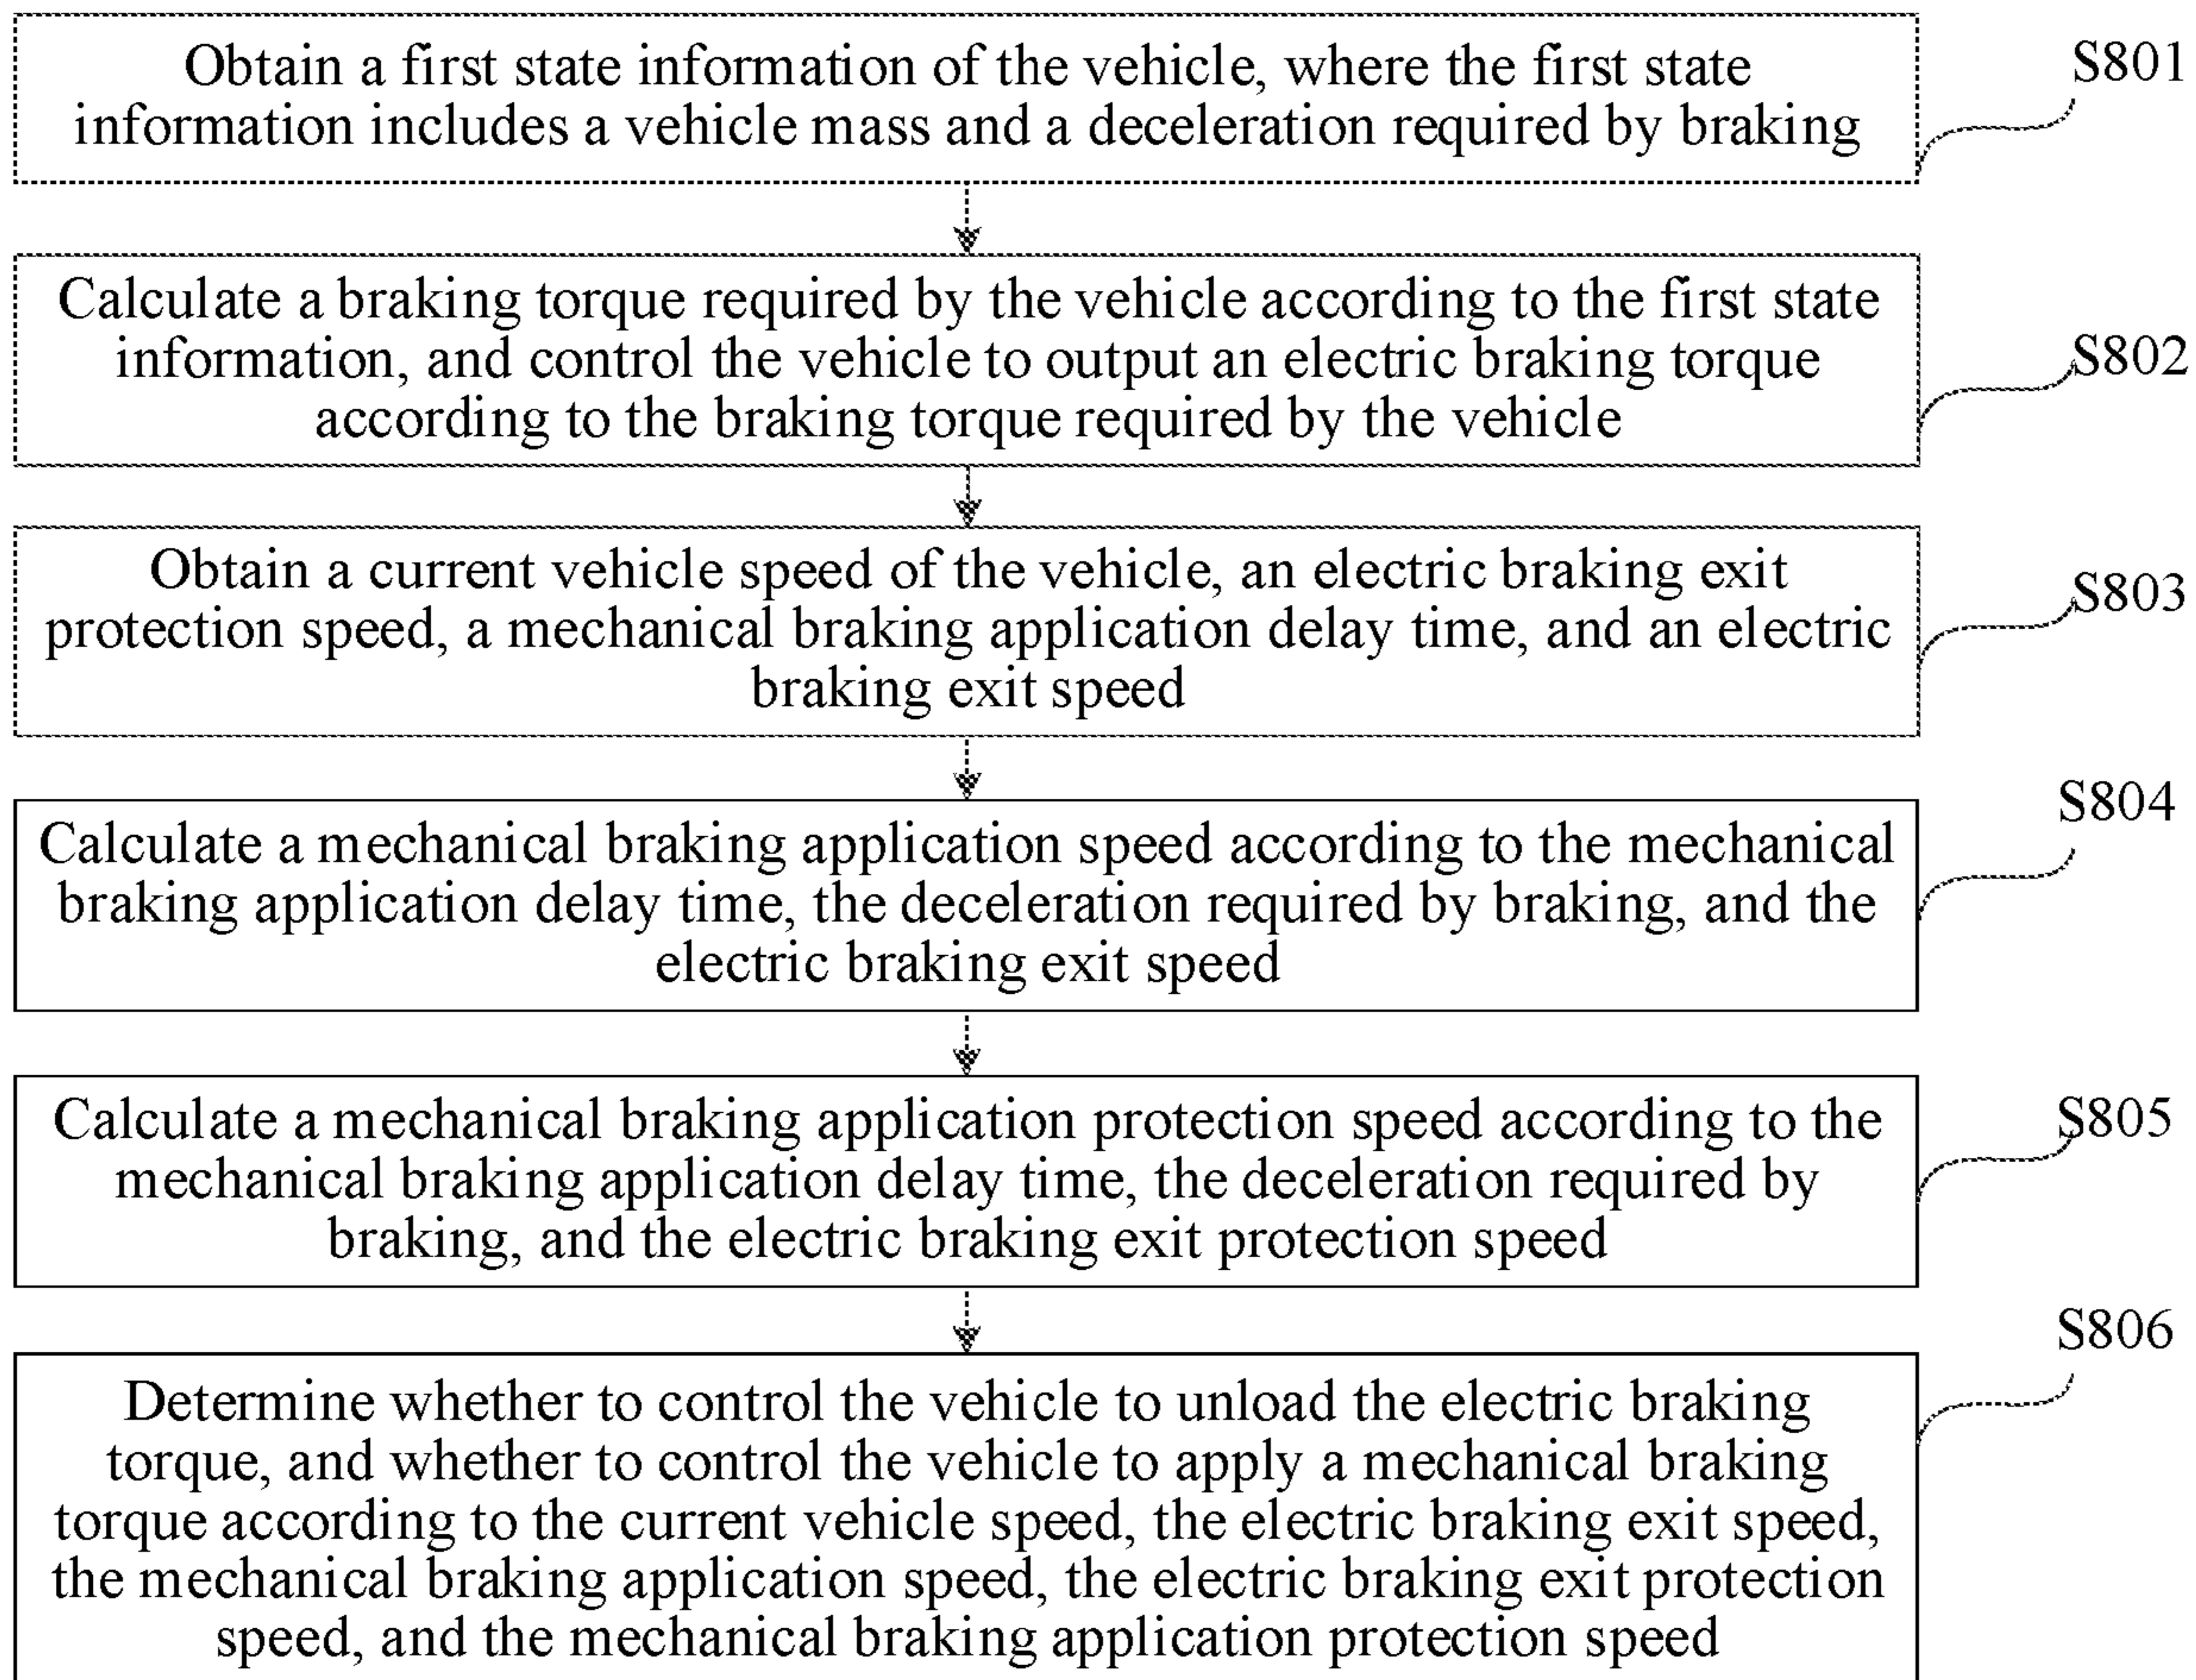 Obtain a first state information of the vehicle, where the first state
information includes a vehicle mass and a deceleration required by braking
S801
Calculate a braking torque required by the vehicle according to the first state
information, and control the vehicle to output an electric braking torque
according to the braking torque required by the vehicle
S802
Obtain a current vehicle speed of the vehicle, an electric braking exit
protection speed, a mechanical braking application delay time, and an electric
braking exit speed
S803
Calculate a mechanical braking application speed according to the mechanical
braking application delay time, the deceleration required by braking, and the
electric braking exit speed
S804
Calculate a mechanical braking application protection speed according to the
mechanical braking application delay time, the deceleration required by
braking, and the electric braking exit protection speed
S805
Determine whether to control the vehicle to unload the electric braking
torque, and whether to control the vehicle to apply a mechanical braking
torque according to the current vehicle speed, the electric braking exit speed,
the mechanical braking application speed, the electric braking exit protection
speed, and the mechanical braking application protection speed
S806